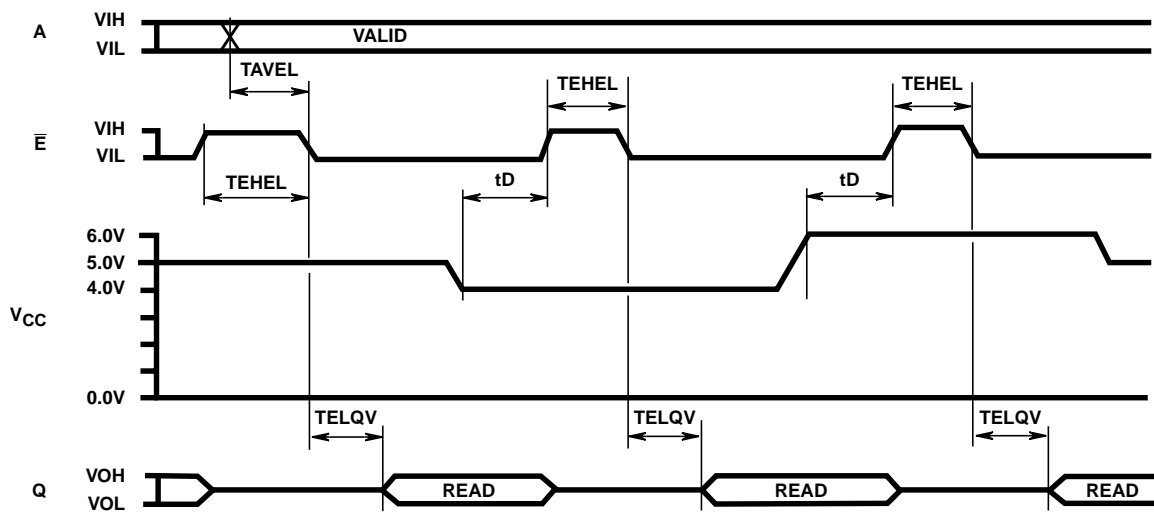 A
VIH
VIL
VALID
TAVEL
TEHEL
TEHEL
E̅
VIH
VIL
TEHEL
tD
tD
6.0V
5.0V
4.0V
VCC
0.0V
TELQV
TELQV
TELQV
Q
VOH
VOL
READ
READ
READ